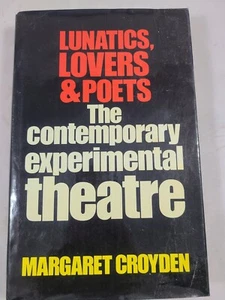 LUNATICS,
LOVERS
& POETS
The
contemporary
experimental
theatre
MARGARET CROYDEN